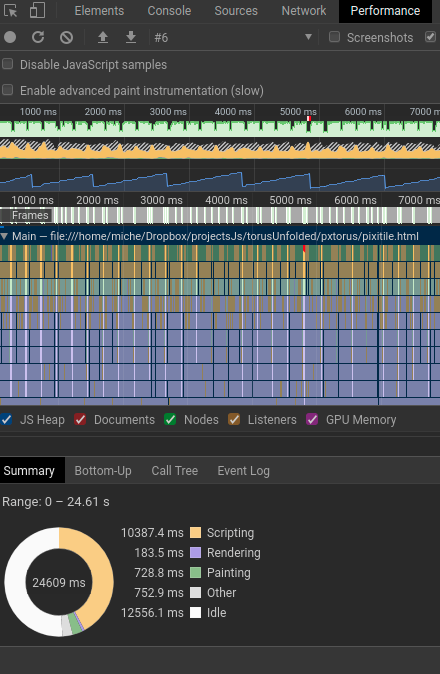 Elements Console Sources Network Performance
#6 Screenshots
Disable JavaScript samples
Enable advanced paint instrumentation (slow)
1000 ms 2000 ms 3000 ms 4000 ms 5000 ms 6000 ms 7000 m
1000 ms 2000 ms 3000 ms 4000 ms 5000 ms 6000 ms 7000 ms
Frames
Main — file:///home/miche/Dropbox/projectsJs/torusUnfolded/pxtorus/pixitile.html
JS Heap Documents Nodes Listeners GPU Memory
Summary Bottom-Up Call Tree Event Log
Range: 0 – 24.61 s
10387.4 ms Scripting
183.5 ms Rendering
24609 ms
728.8 ms Painting
752.9 ms Other
12556.1 ms Idle